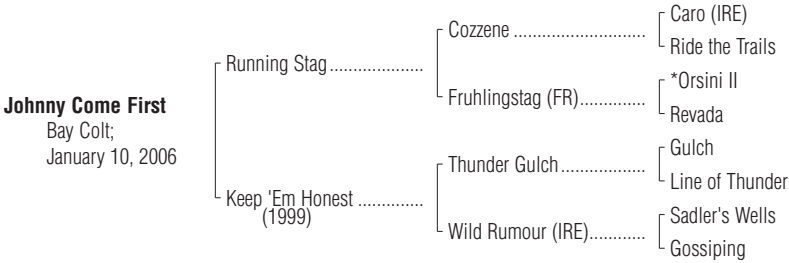 Johnny Come First
Bay Colt;
January 10, 2006
Running Stag....................
Keep 'Em Honest ..............
(1999)
Cozzene ............................
Fruhlingstag (FR)..............
Thunder Gulch..................
Wild Rumour (IRE)............
Caro (IRE)
Ride the Trails
*Orsini II
Revada
Gulch
Line of Thunder
Sadler's Wells
Gossiping